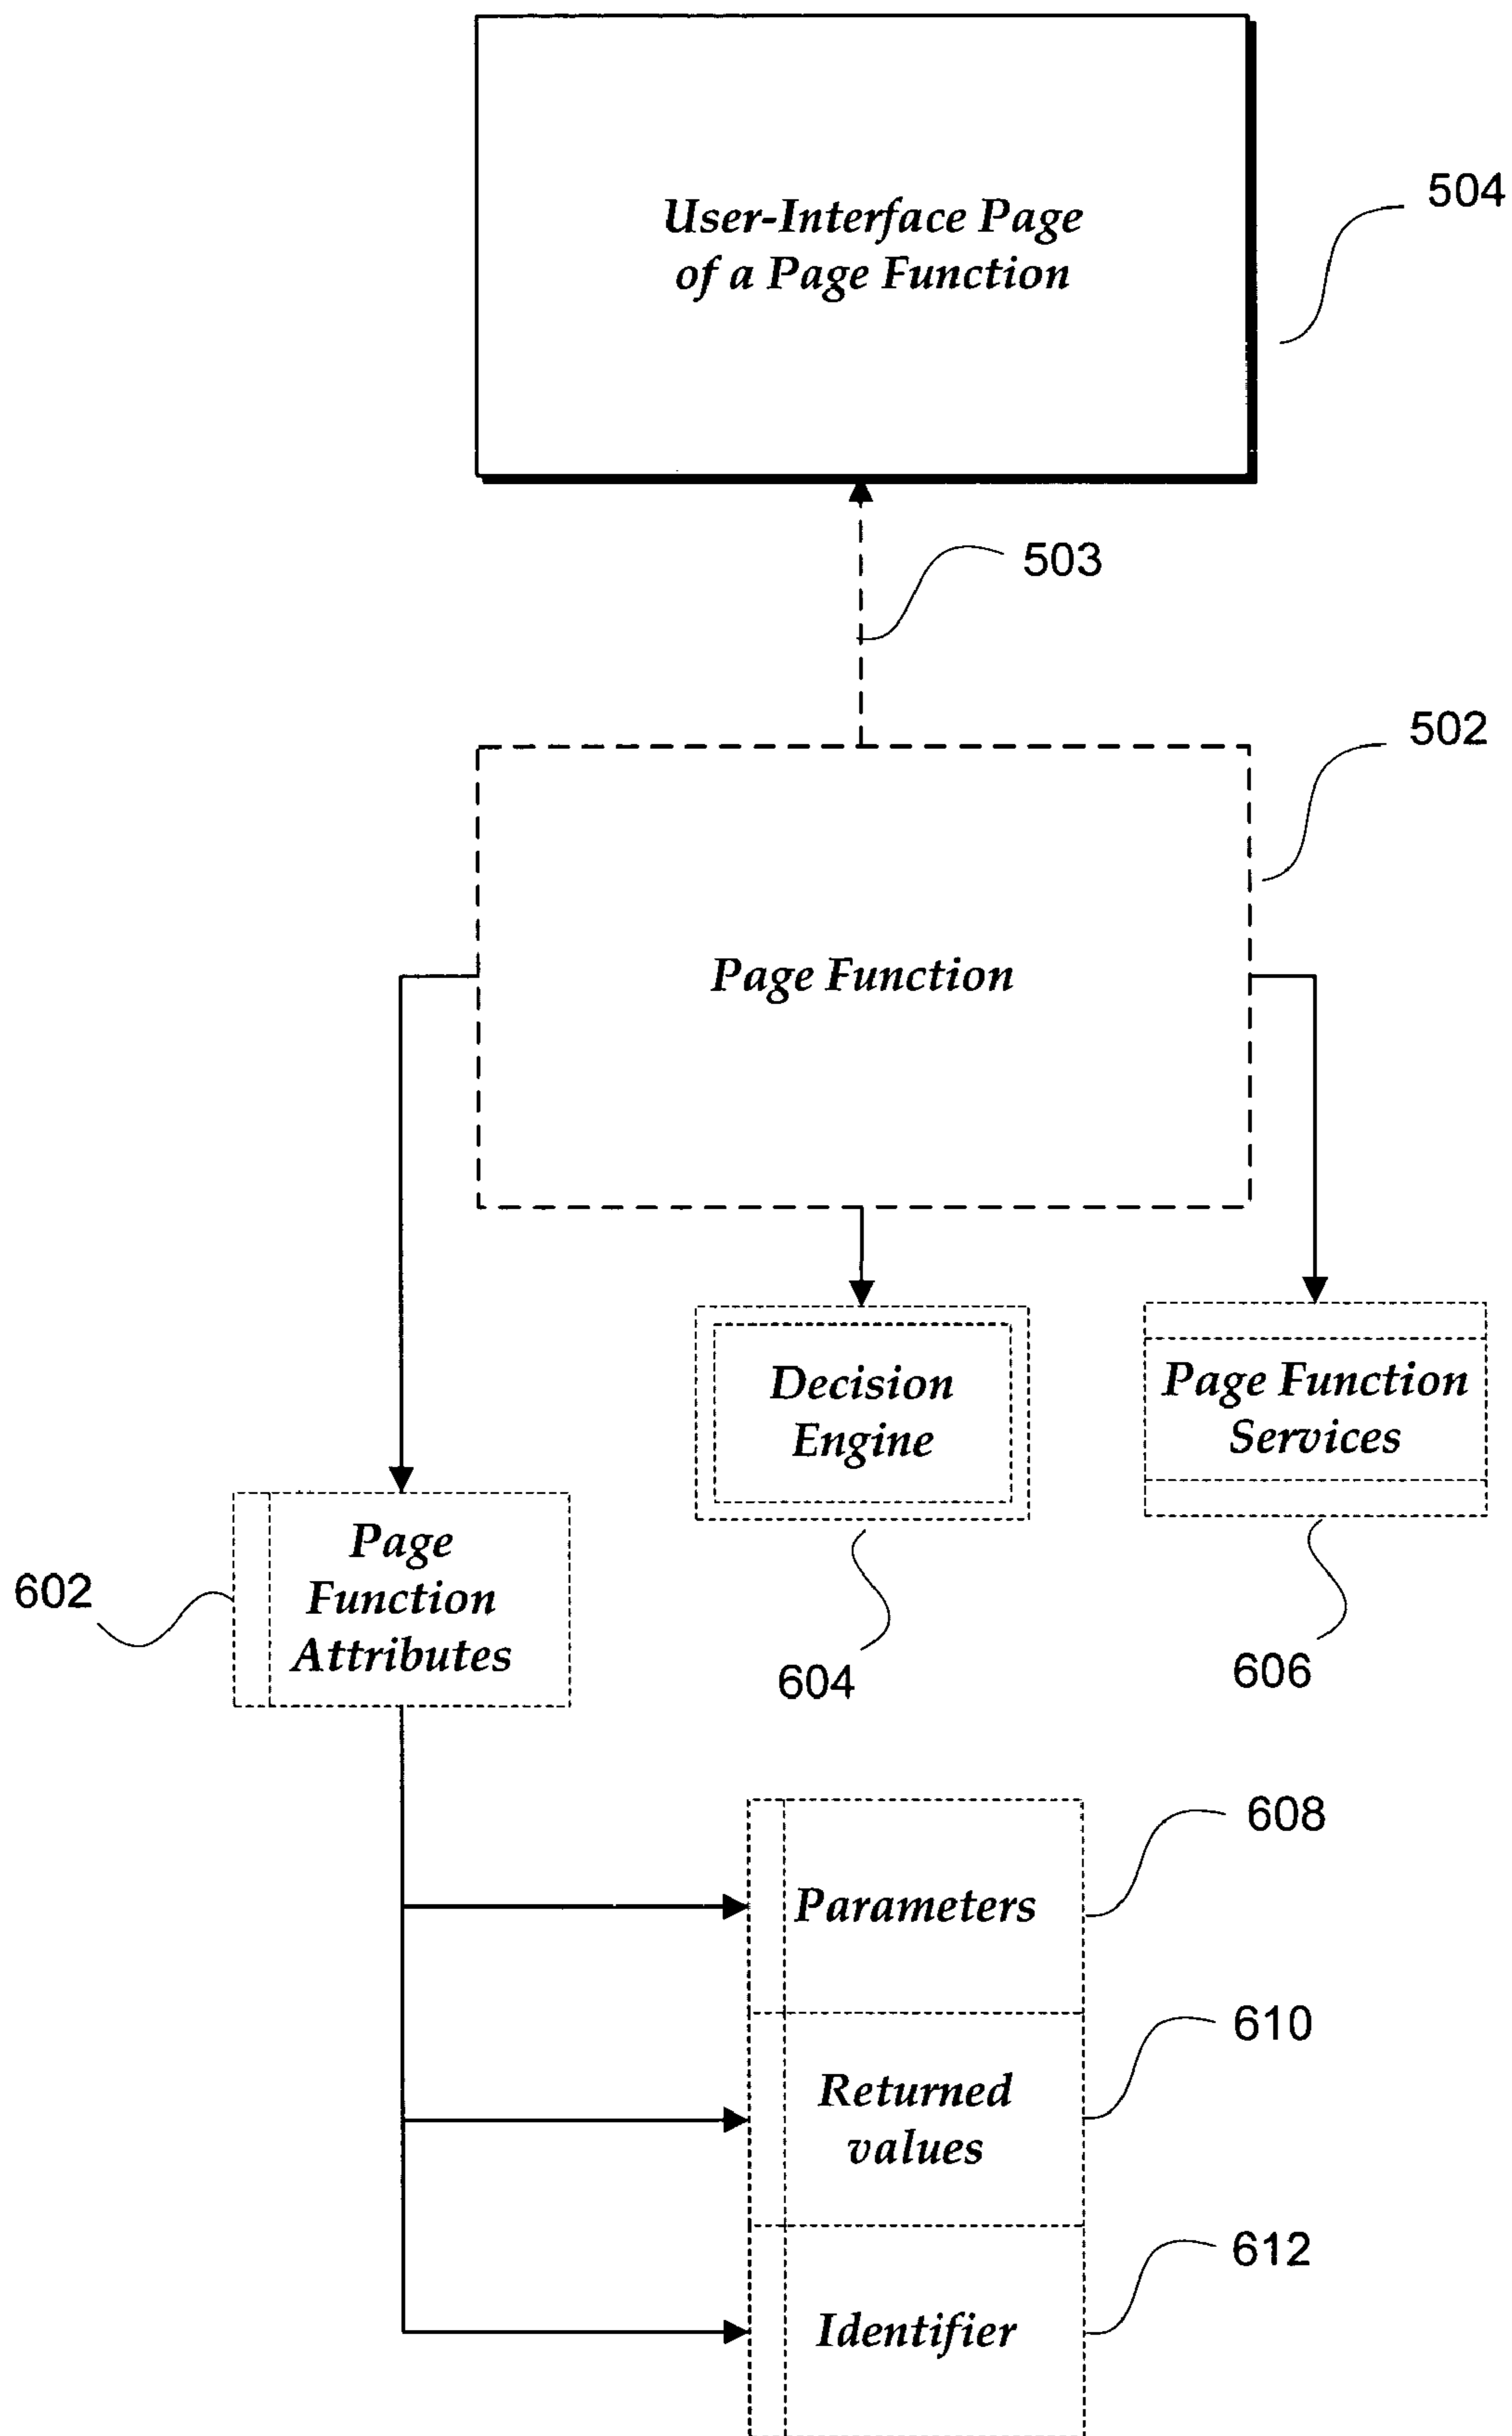 User-Interface Page
of a Page Function
504
503
502
Page Function
Decision
Engine
Page Function
Services
Page
Function
Attributes
602
604
606
Parameters
608
Returned
values
610
Identifier
612